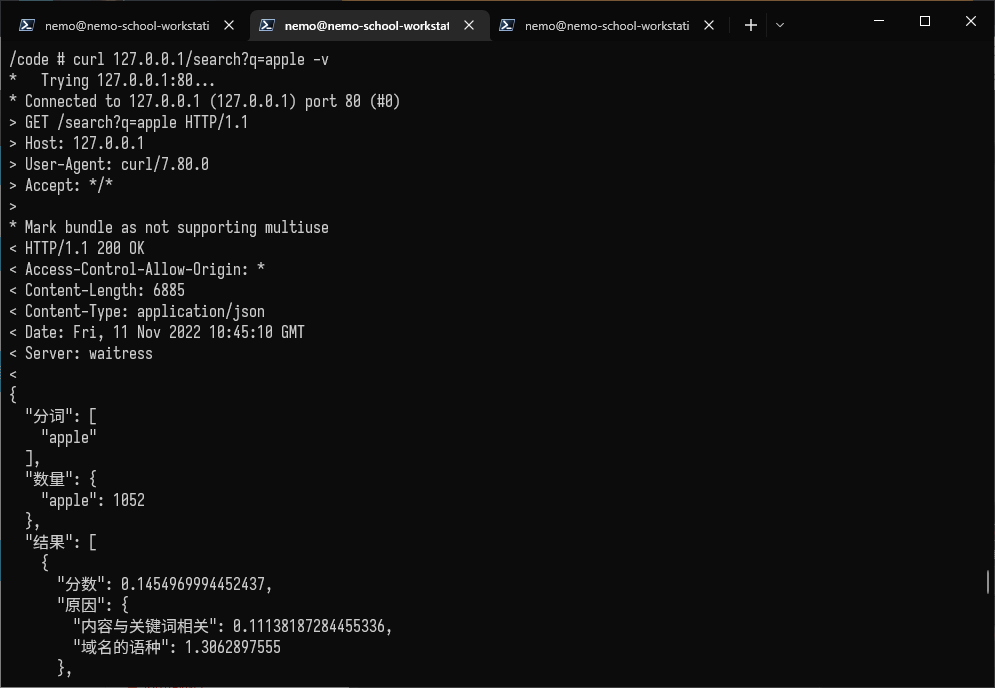 nemo@nemo-school-workstati
nemo@nemo-school-workstat
nemo@nemo-school-workstati
/code # curl 127.0.0.1/search?q=apple -v
*   Trying 127.0.0.1:80...
* Connected to 127.0.0.1 (127.0.0.1) port 80 (#0)
> GET /search?q=apple HTTP/1.1
> Host: 127.0.0.1
> User-Agent: curl/7.80.0
> Accept: */*
>
* Mark bundle as not supporting multiuse
< HTTP/1.1 200 OK
< Access-Control-Allow-Origin: *
< Content-Length: 6885
< Content-Type: application/json
< Date: Fri, 11 Nov 2022 10:45:10 GMT
< Server: waitress
<
{
  "分词": [
    "apple"
  ],
  "数量": {
    "apple": 1052
  },
  "结果": [
    {
      "分数": 0.1454969994452437,
      "原因": {
        "内容与关键词相关": 0.11138187284455336,
        "域名的语种": 1.3062897555
      },